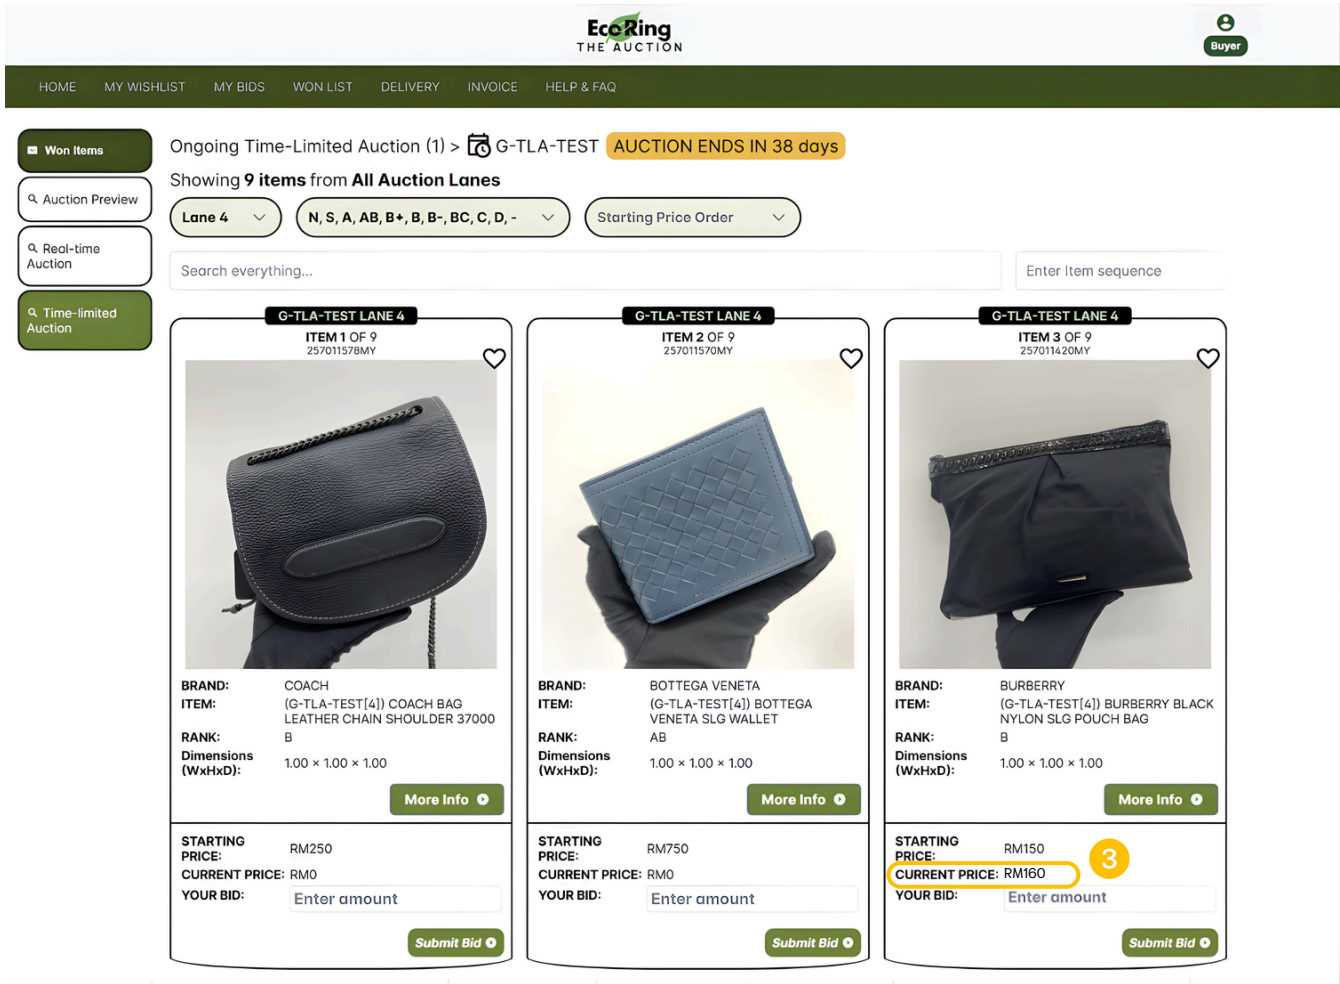 EcoRing
THE AUCTION
Buyer
HOME MY WISHLIST MY BIDS WON LIST DELIVERY INVOICE HELP & FAQ
Won Items
Auction Preview
Real-time
Auction
Time-limited
Auction
Ongoing Time-Limited Auction (1) > G-TLA-TEST AUCTION ENDS IN 38 days
Showing 9 items from All Auction Lanes
Lane 4 N, S, A, AB, B+, B, B-, BC, C, D, - Starting Price Order
Search everything... Enter Item sequence
G-TLA-TEST LANE 4
ITEM 1 OF 9
257011578MY
BRAND: COACH
ITEM: (G-TLA-TEST[4]) COACH BAG
LEATHER CHAIN SHOULDER 37000
RANK: B
Dimensions
(WxHxD): 1.00 × 1.00 × 1.00
More Info
STARTING
PRICE: RM250
CURRENT PRICE: RM0
YOUR BID: Enter amount
Submit Bid
G-TLA-TEST LANE 4
ITEM 2 OF 9
257011570MY
BRAND: BOTTEGA VENETA
ITEM: (G-TLA-TEST[4]) BOTTEGA
VENETA SLG WALLET
RANK: AB
Dimensions
(WxHxD): 1.00 × 1.00 × 1.00
More Info
STARTING
PRICE: RM750
CURRENT PRICE: RM0
YOUR BID: Enter amount
Submit Bid
G-TLA-TEST LANE 4
ITEM 3 OF 9
257011420MY
BRAND: BURBERRY
ITEM: (G-TLA-TEST[4]) BURBERRY BLACK
NYLON SLG POUCH BAG
RANK: B
Dimensions
(WxHxD): 1.00 × 1.00 × 1.00
More Info
STARTING
PRICE: RM150
3
CURRENT PRICE: RM160
YOUR BID: Enter amount
Submit Bid